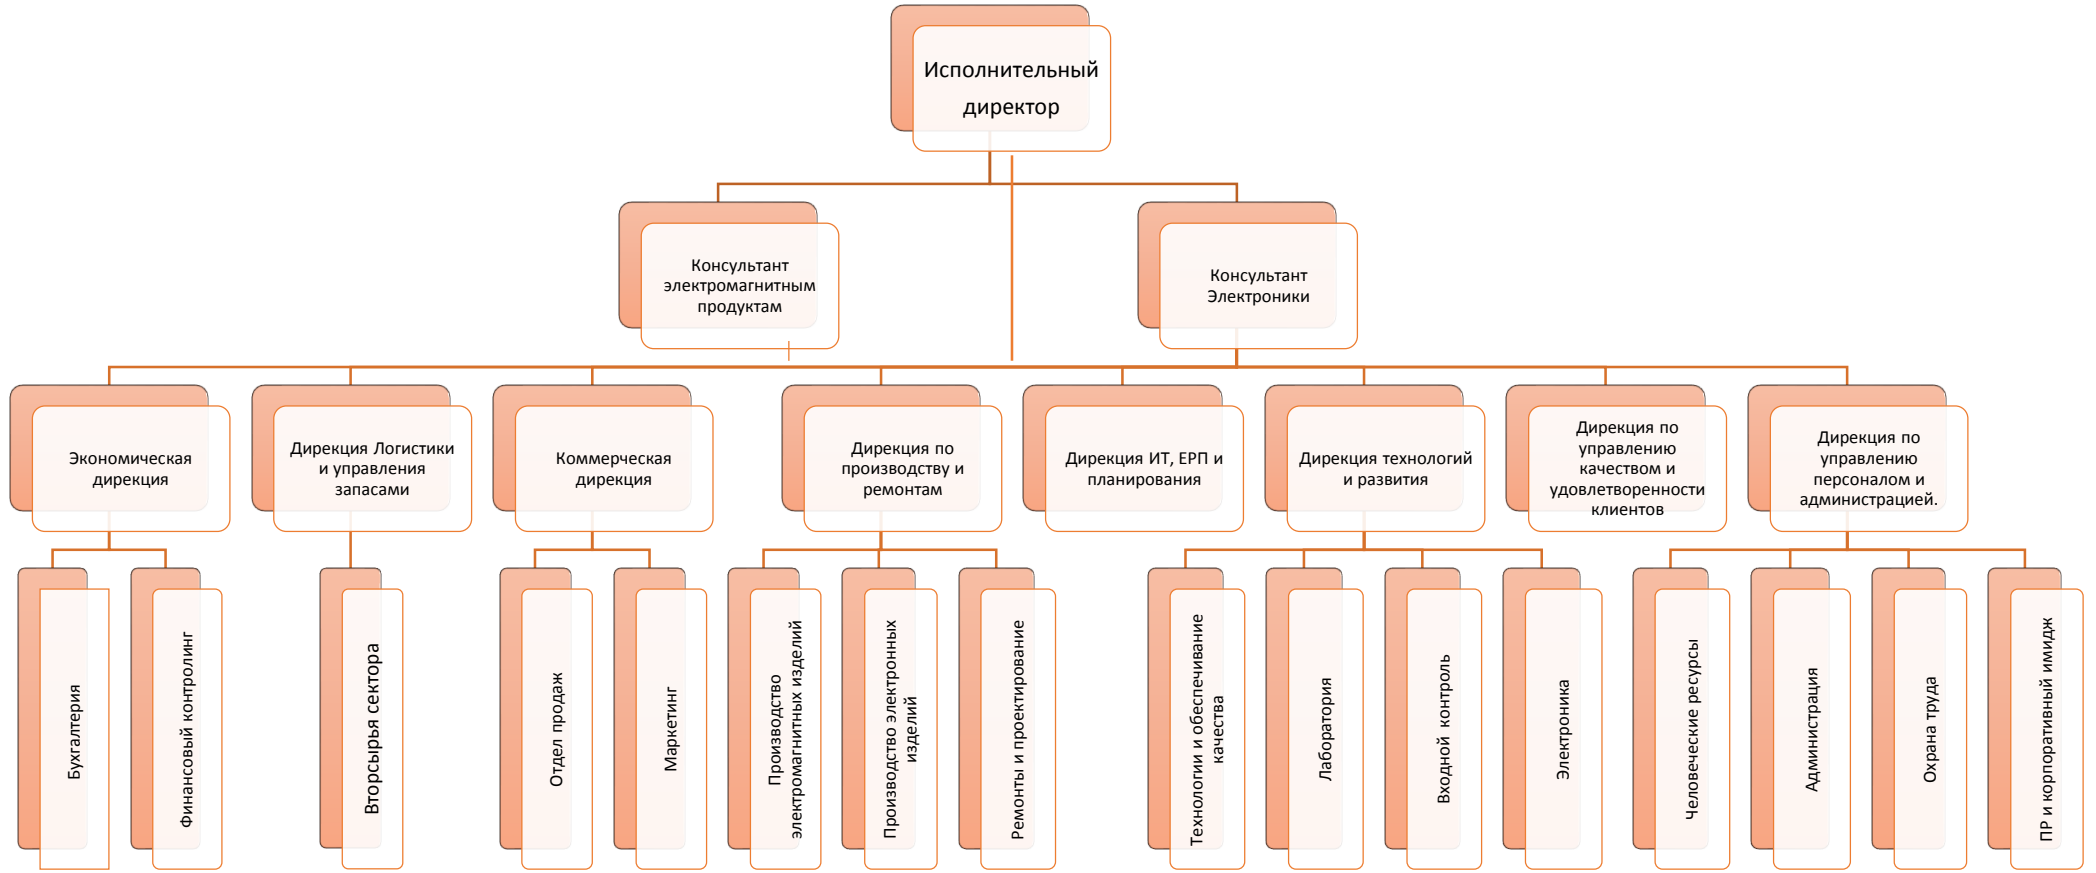 Исполнительный
директор
Консультант
электромагнитным
продуктам
Консультант
Электроники
Экономическая
дирекция
Дирекция Логистики
и управления
запасами
Коммерческая
дирекция
Дирекция по
производству и
ремонтам
Дирекция ИТ, ЕРП и
планирования
Дирекция технологий
и развития
Дирекция по
управлению
качеством и
удовлетворенности
клиентов
Дирекция по
управлению
персоналом и
администрацией.
Бухгалтерия
Финансовый контролинг
Вторсырья сектора
Отдел продаж
Маркетинг
Производство
электромагнитных изделий
Производство электронных
изделий
Ремонты и проектирование
Технологии и обеспечивание
качества
Лаборатория
Входной контроль
Электроника
Человеческие ресурсы
Администрация
Охрана труда
ПР и корпоративный имидж